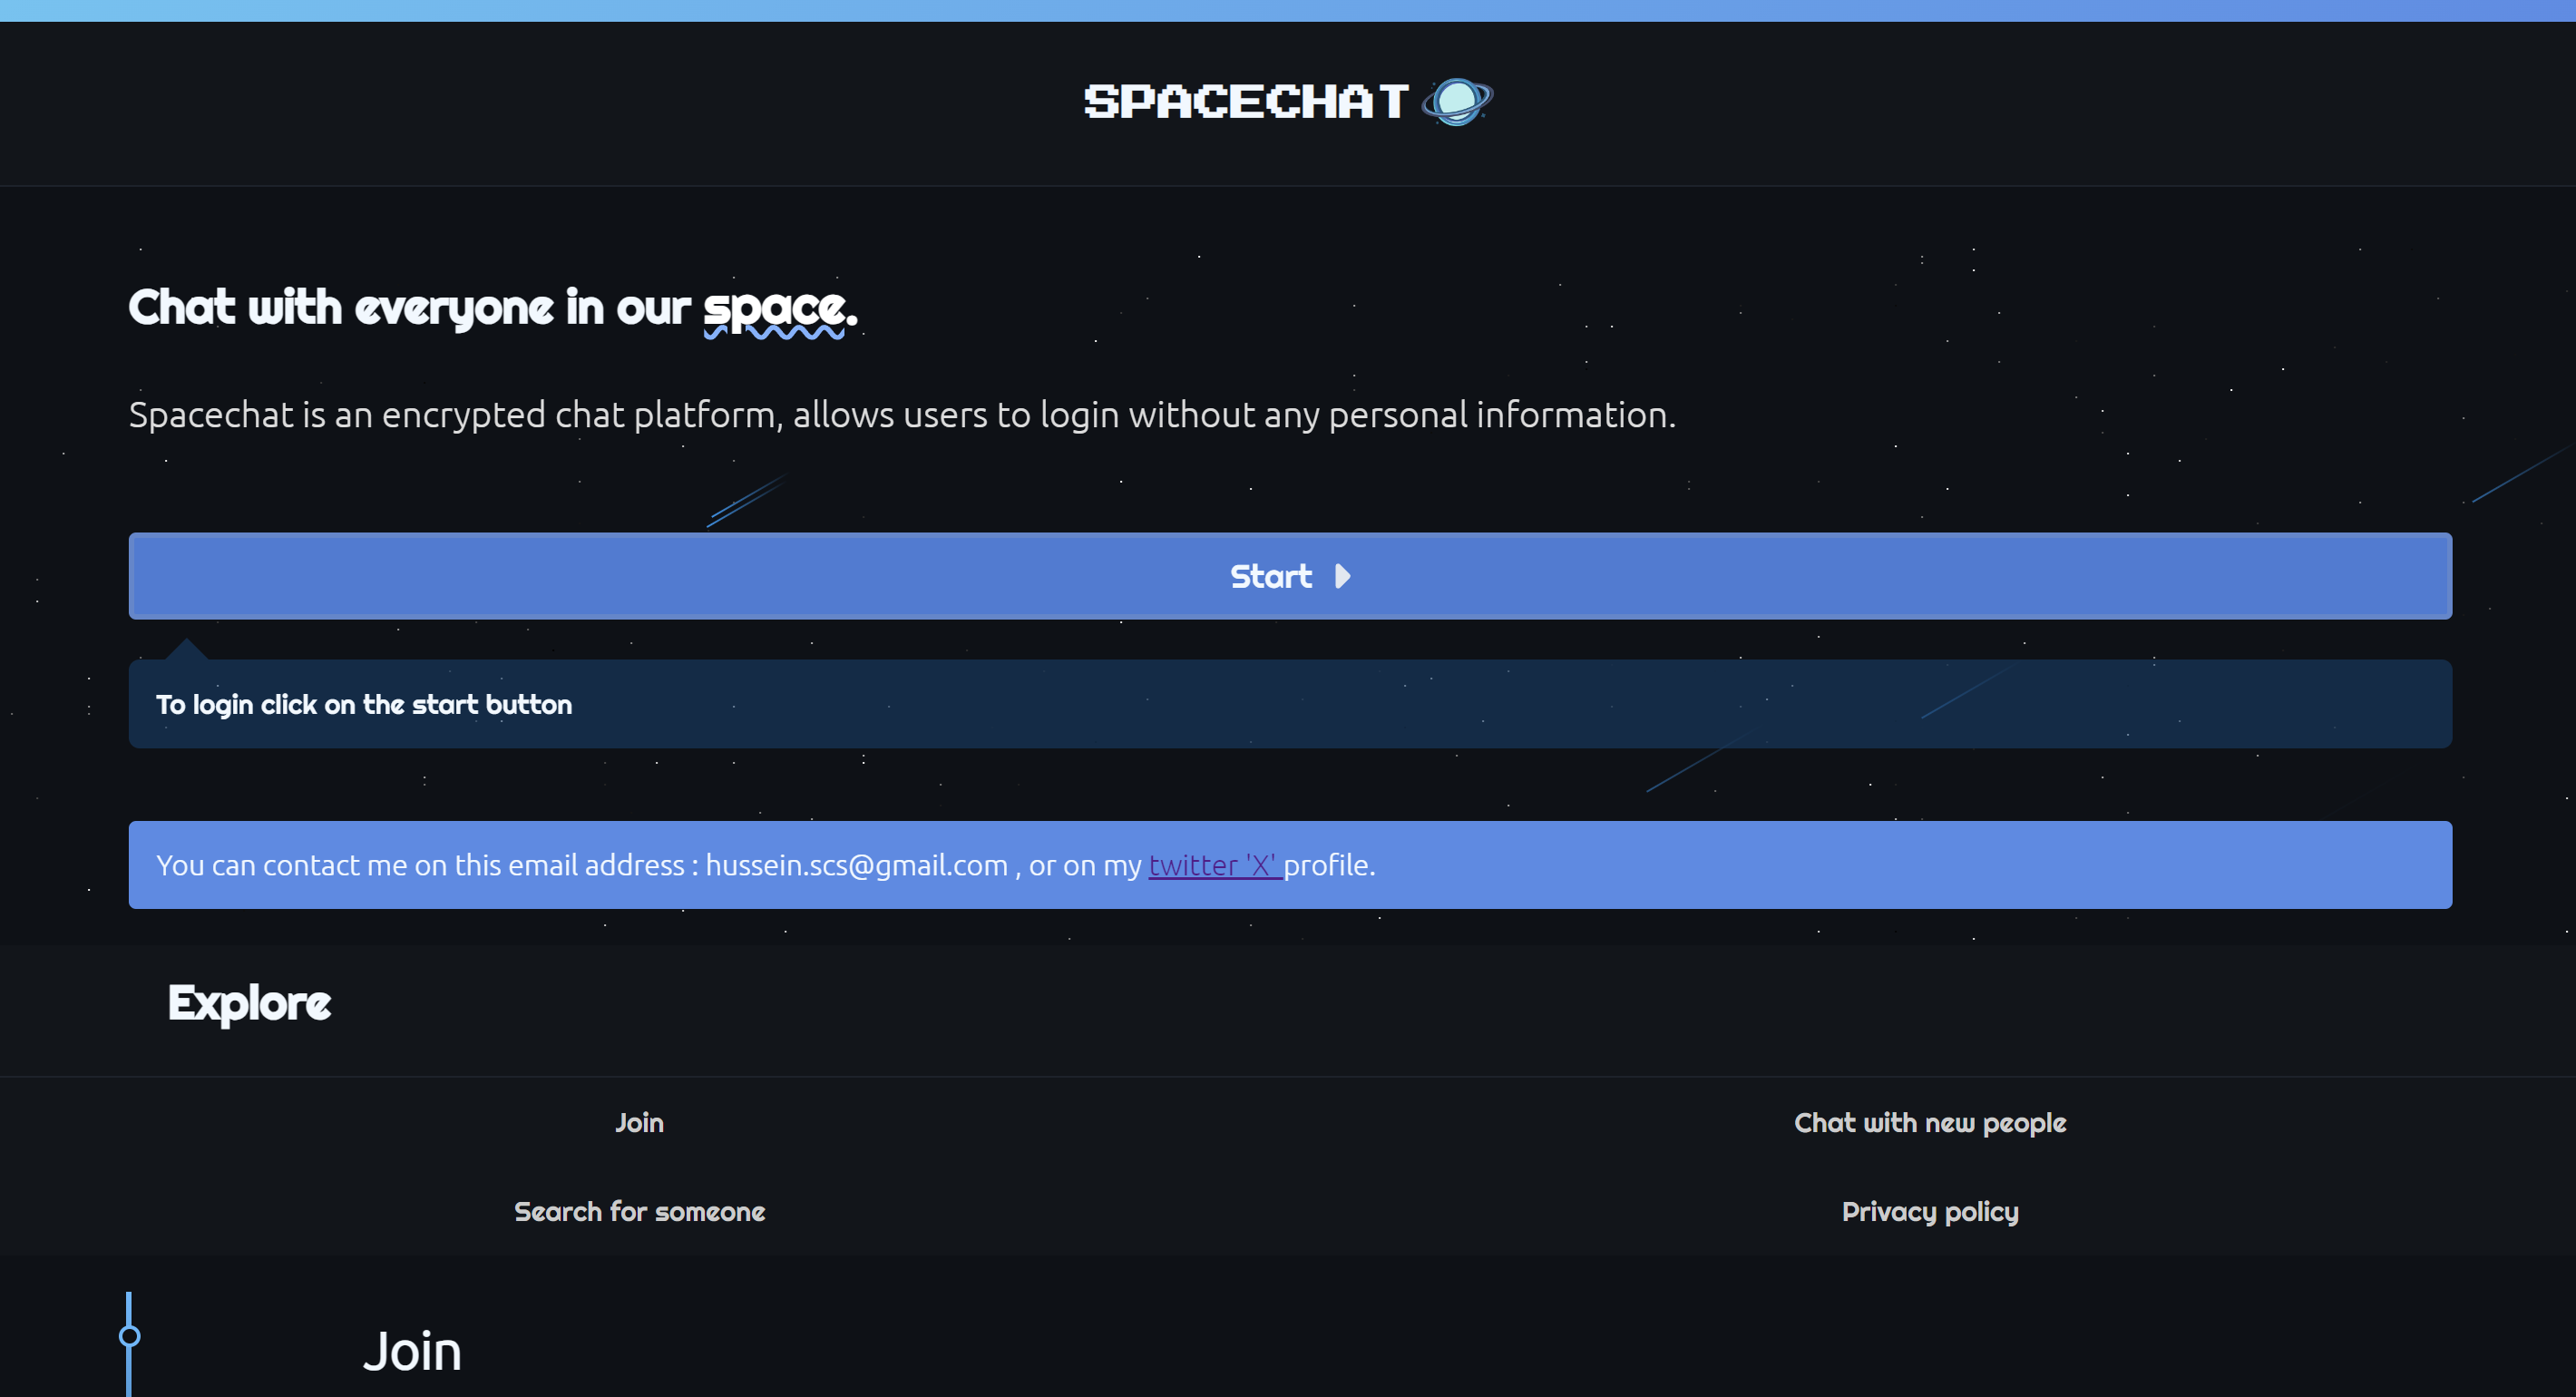 SPACECHAT
Chat with everyone in our space.
Spacechat is an encrypted chat platform, allows users to login without any personal information.
Start
To login click on the start button
You can contact me on this email address : hussein.scs@gmail.com , or on my twitter 'X' profile.
Explore
Join
Chat with new people
Search for someone
Privacy policy
Join